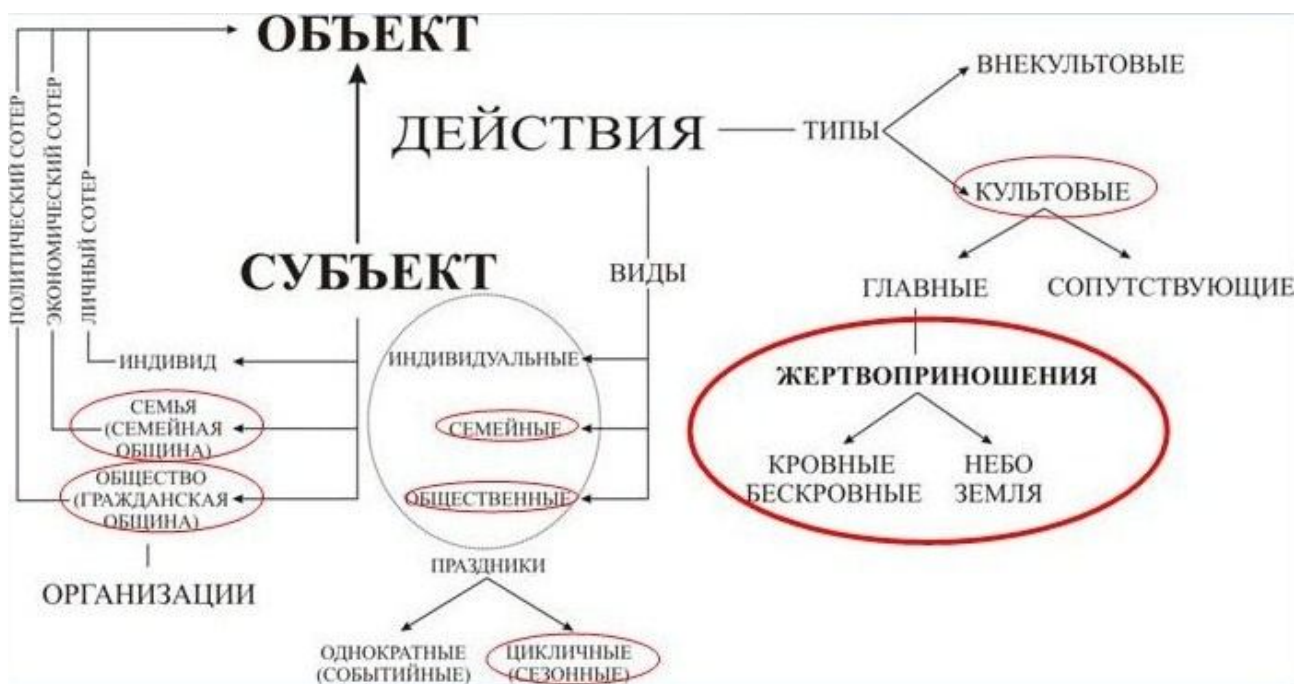 ОБЪЕКТ
ПОЛИТИЧЕСКИЙ СОТЕР
ЭКОНОМИЧЕСКИЙ СОТЕР
ЛИЧНЫЙ СОТЕР
ДЕЙСТВИЯ
ТИПЫ
ВНЕКУЛЬТОВЫЕ
КУЛЬТОВЫЕ
ГЛАВНЫЕ
СОПУТСТВУЮЩИЕ
СУБЪЕКТ
ВИДЫ
ИНДИВИД
СЕМЬЯ
(СЕМЕЙНАЯ
ОБЩИНА)
ОБЩЕСТВО
(ГРАЖДАНСКАЯ
ОБЩИНА)
ОРГАНИЗАЦИИ
ИНДИВИДУАЛЬНЫЕ
СЕМЕЙНЫЕ
ОБЩЕСТВЕННЫЕ
ПРАЗДНИКИ
ОДНОКРАТНЫЕ
(СОБЫТИЙНЫЕ)
ЦИКЛИЧНЫЕ
(СЕЗОННЫЕ)
ЖЕРТВОПРИНОШЕНИЯ
КРОВНЫЕ
БЕСКРОВНЫЕ
НЕБО
ЗЕМЛЯ